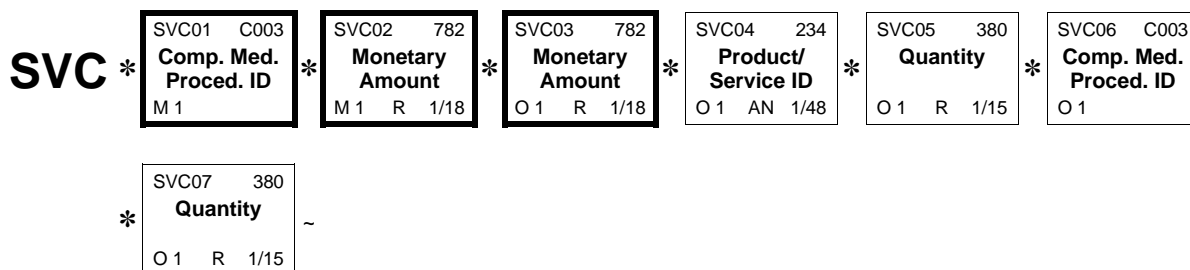 SVC01 C003 SVC02 782 SVC03 782 SVC04 234 SVC05 380 SVC06 C003
SVC * Comp. Med. * Monetary * Monetary * Product/ * Quantity * Comp. Med.
Proced. ID Amount Amount Service ID Proced. ID
M 1 M 1 R 1/18 O 1 R 1/18 O 1 AN 1/48 O 1 R 1/15 O 1
SVC07 380
* Quantity ~
O 1 R 1/15